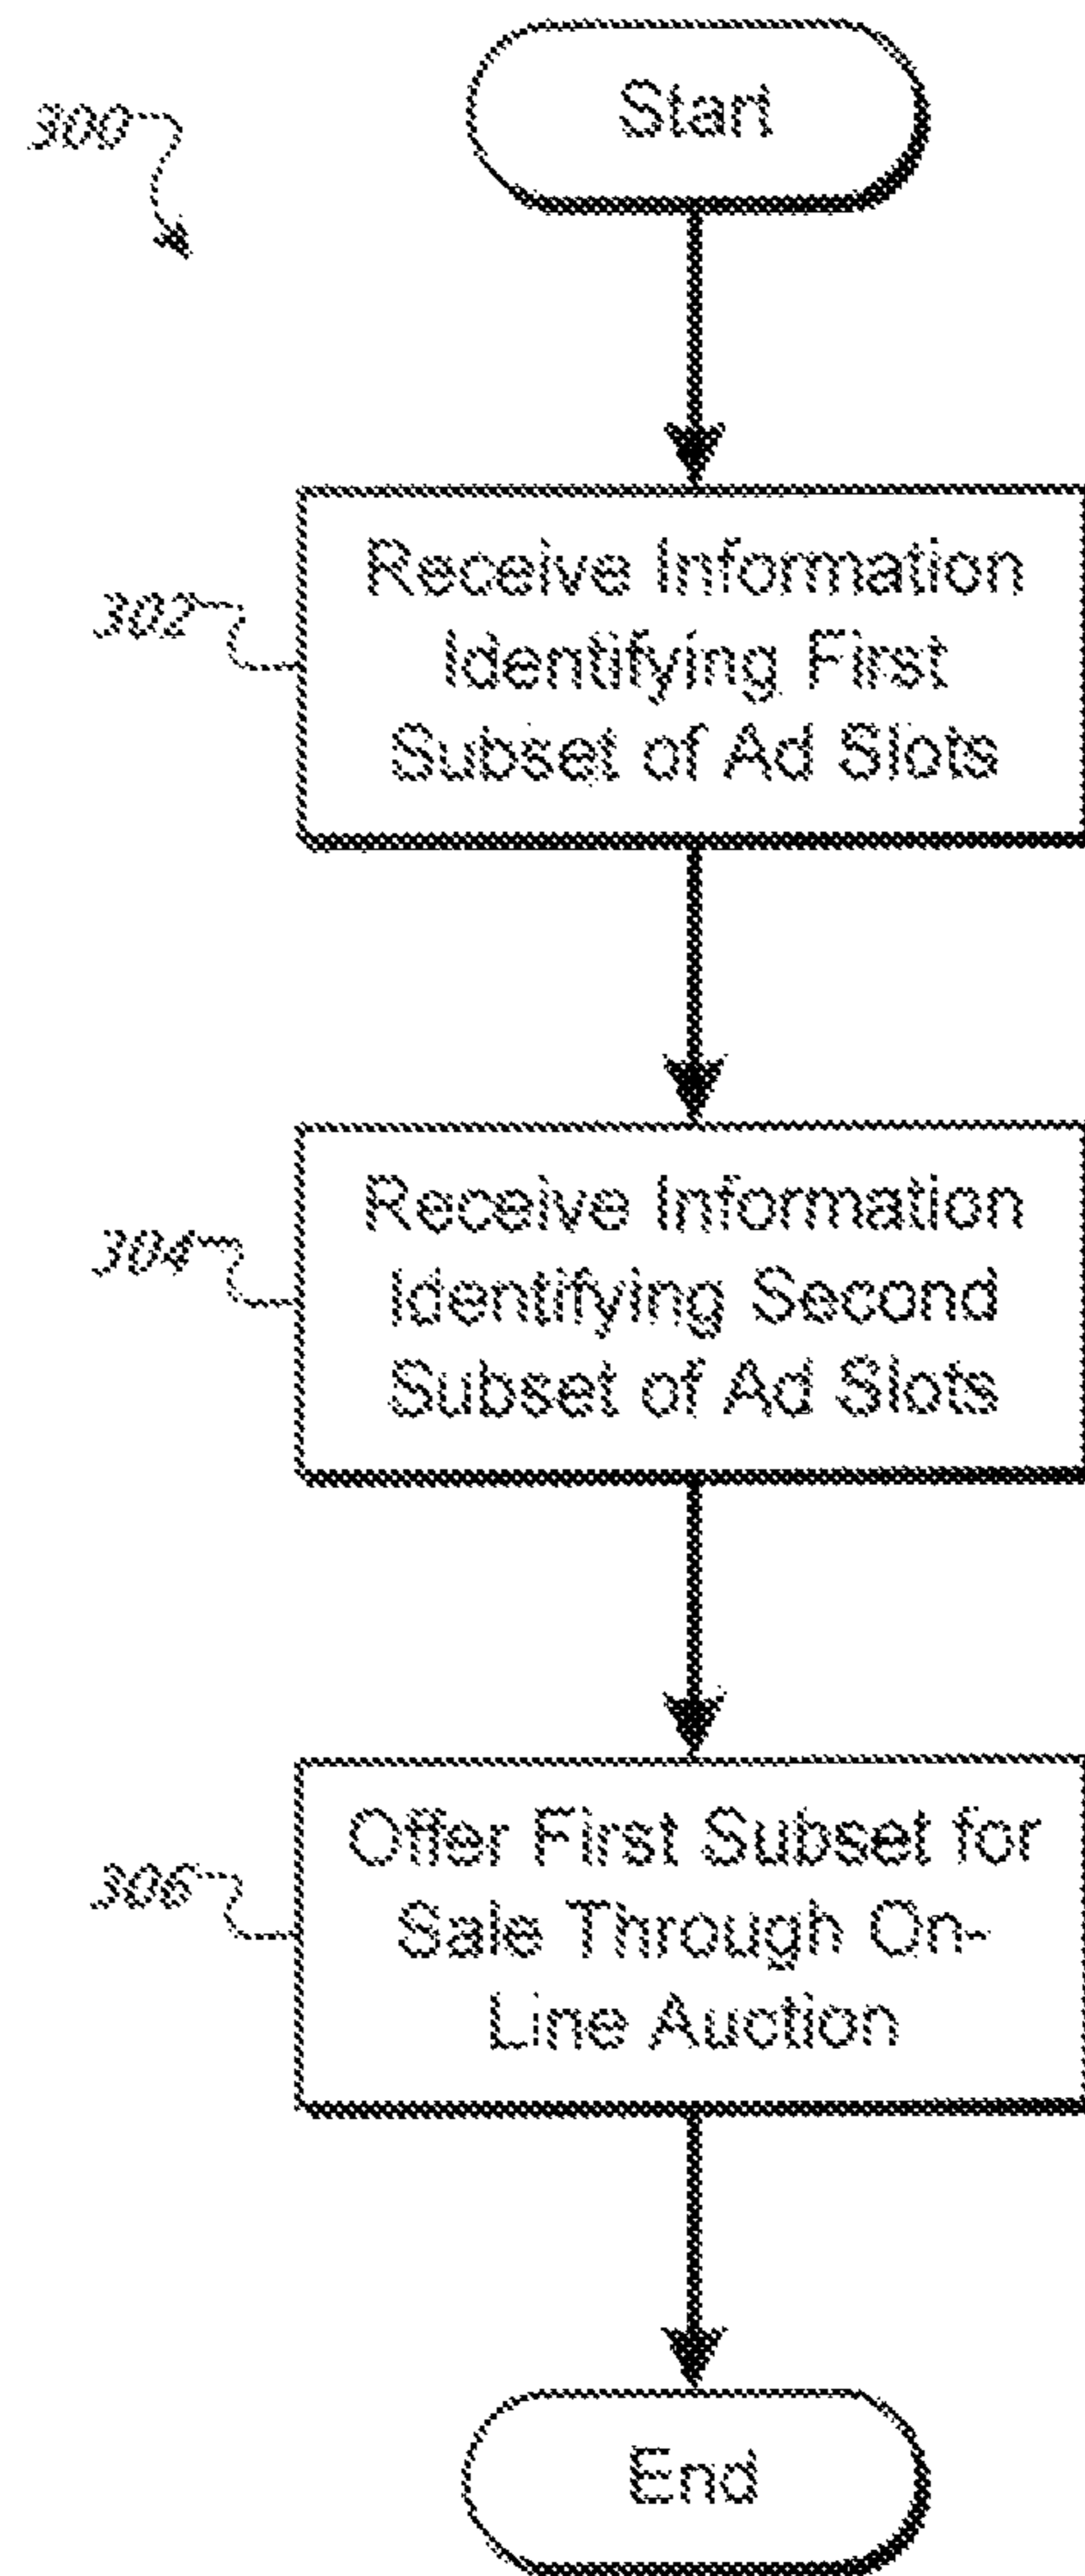 Start
300
Receive Information
Identifying First
Subset of Ad Slots
302
Receive Information
Identifying Second
Subset of Ad Slots
304
Offer First Subset for
Sale Through On-
Line Auction
306
End